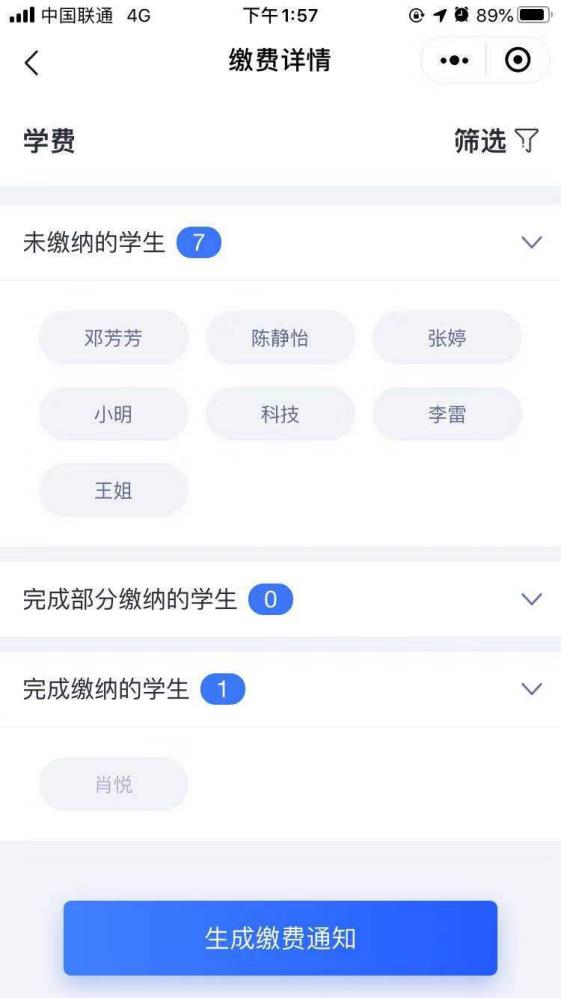 中国联通 4G 下午1:57 89%
缴费详情
学费 筛选
未缴纳的学生 7
邓芳芳 陈静怡 张婷
小明 科技 李雷
王姐
完成部分缴纳的学生 0
完成缴纳的学生 1
肖悦
生成缴费通知